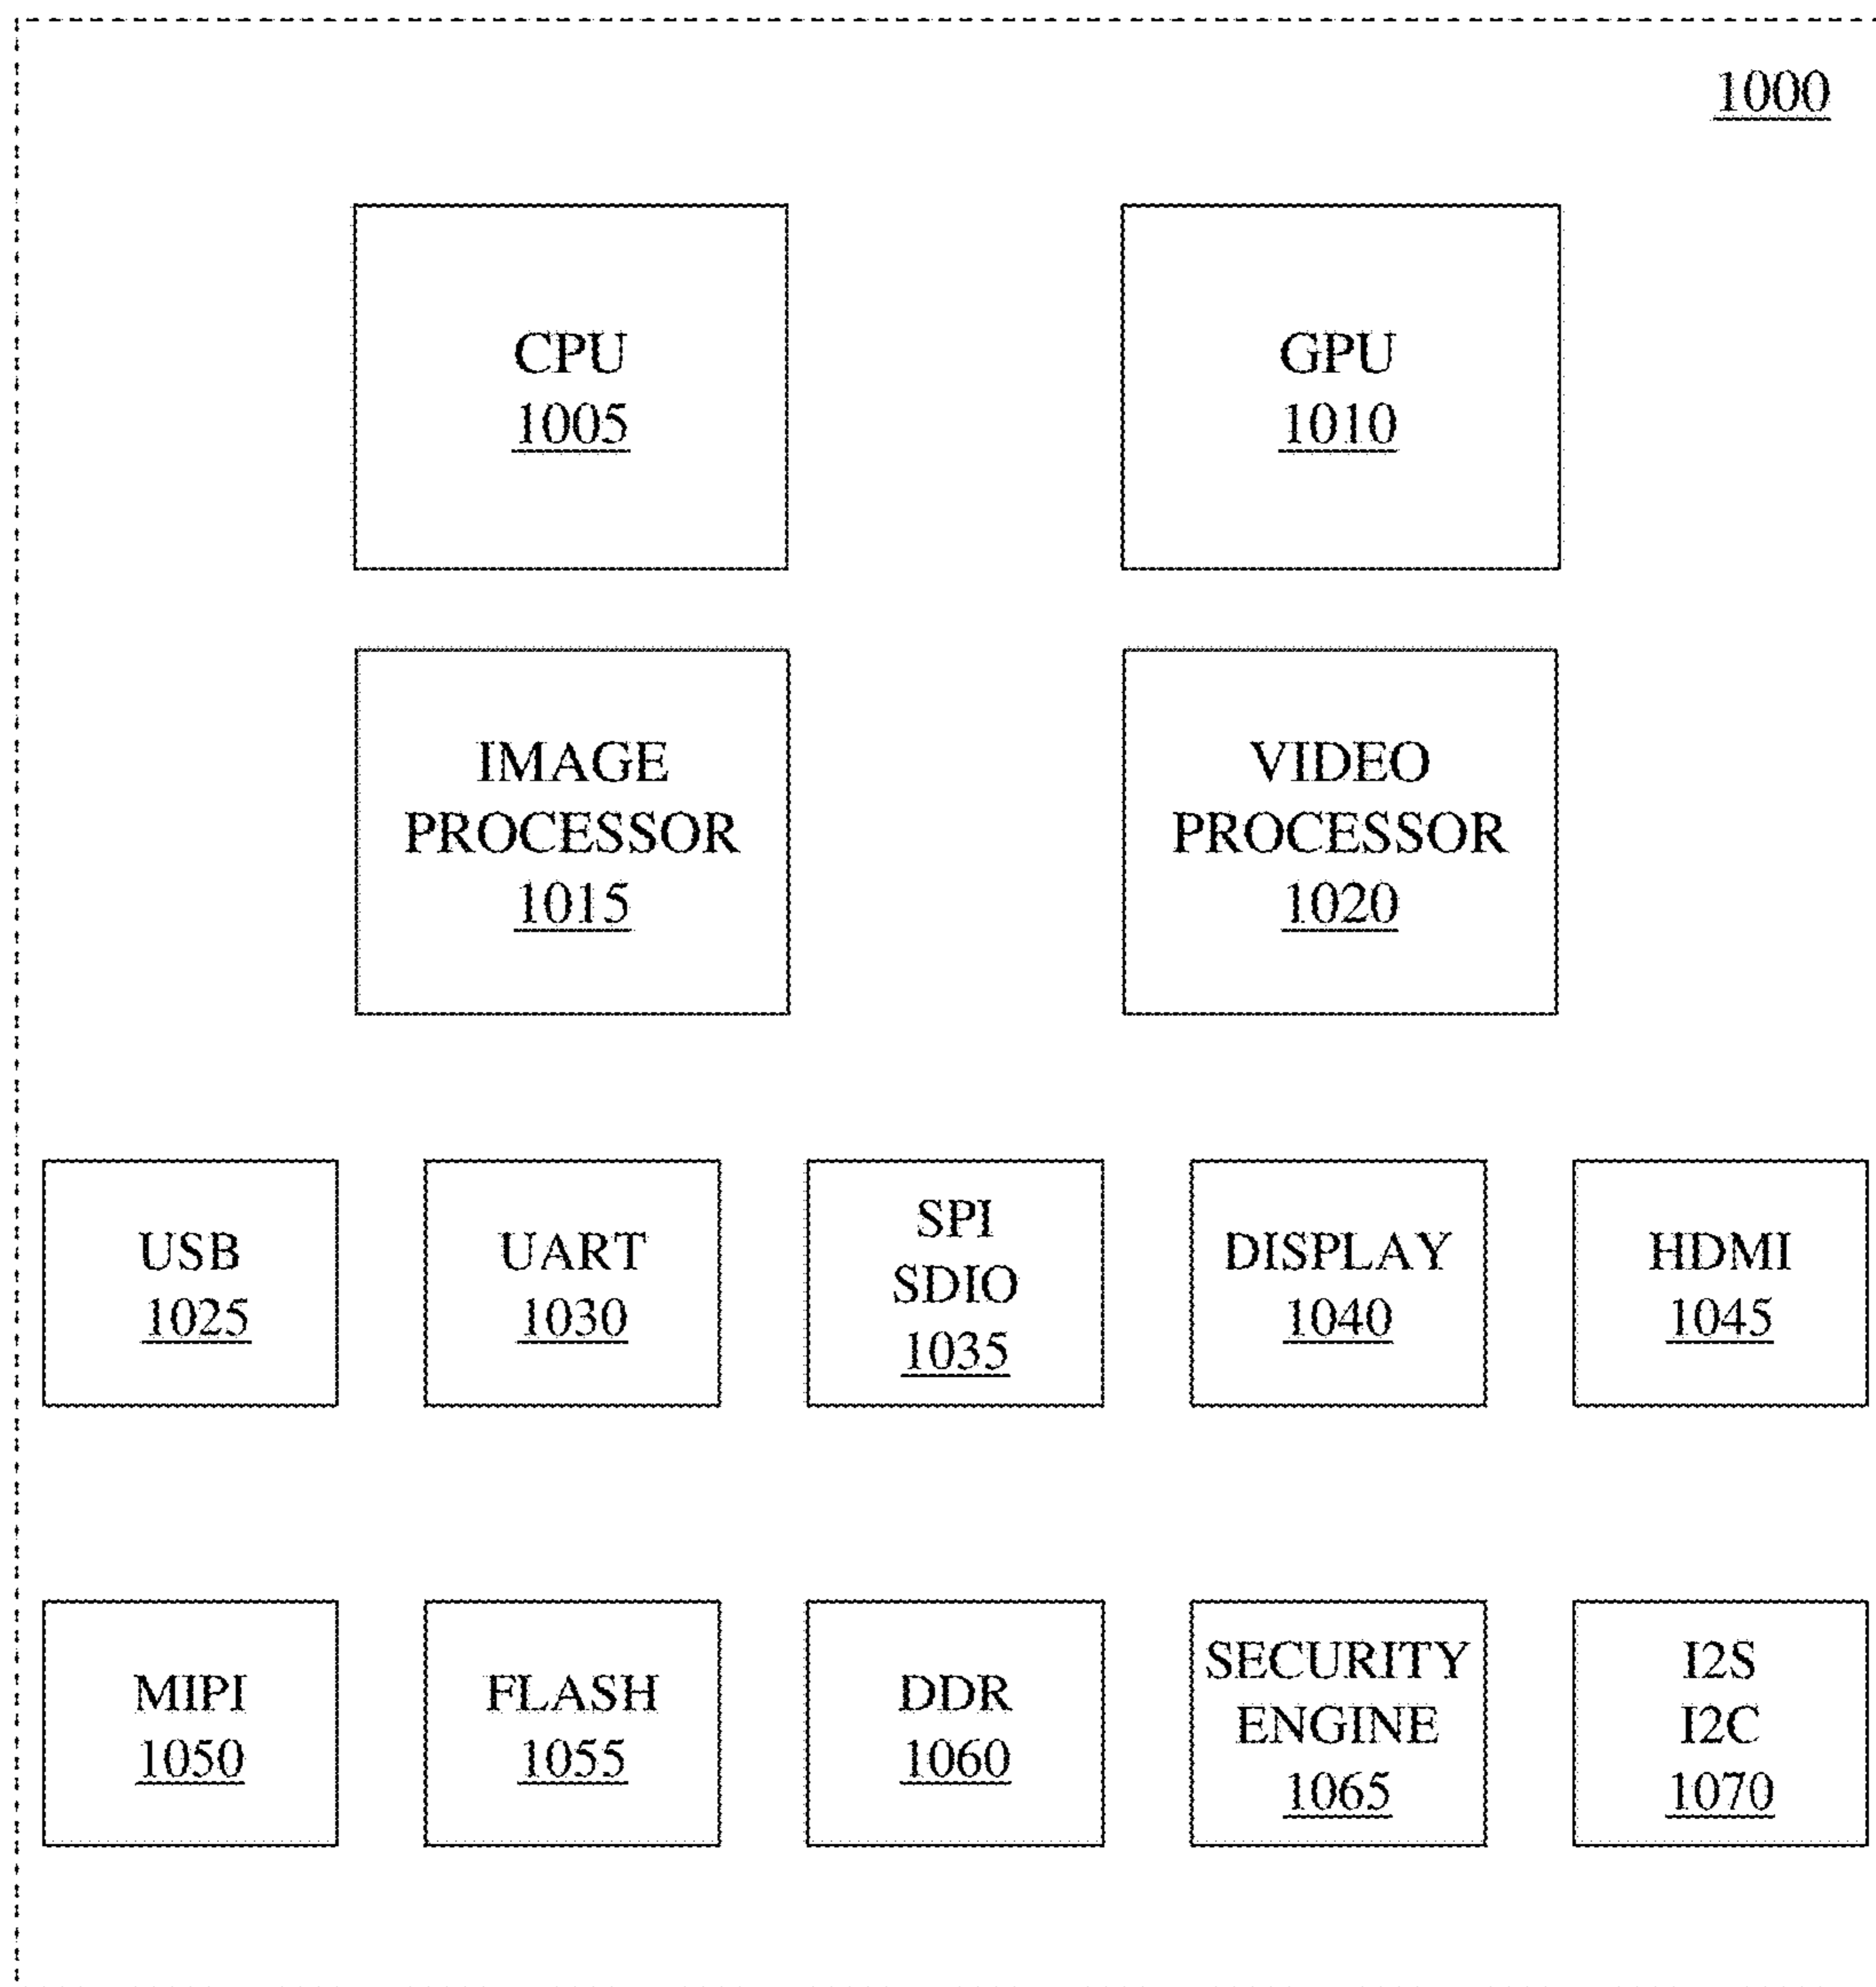 1000
CPU
1005
GPU
1010
IMAGE
PROCESSOR
1015
VIDEO
PROCESSOR
1020
USB
1025
UART
1030
SPI
SDIO
1035
DISPLAY
1040
HDMI
1045
MIPI
1050
FLASH
1055
DDR
1060
SECURITY
ENGINE
1065
I2S
I2C
1070